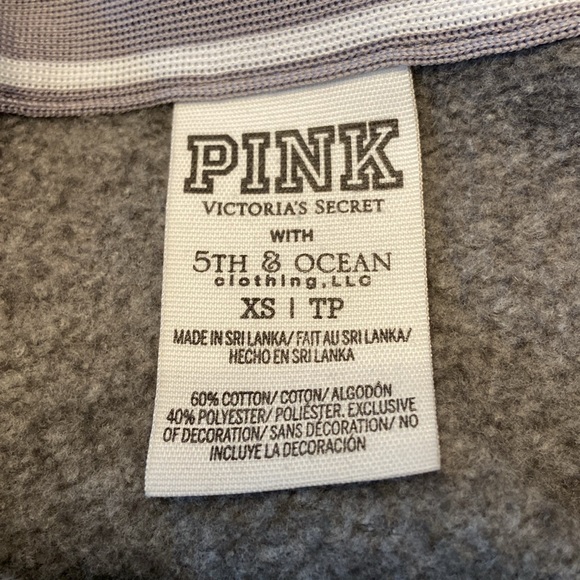 PINK
VICTORIA'S SECRET
WITH
5TH & OCEAN
clothing, LLC
XS | TP
MADE IN SRI LANKA/ FAIT AU SRI LANKA/
HECHO EN SRI LANKA
60% COTTON/ COTON/ ALGODÓN
40% POLYESTER/ POLIÉSTER. EXCLUSIVE
OF DECORATION/ SANS DÉCORATION/ NO
INCLUYE LA DECORACIÓN